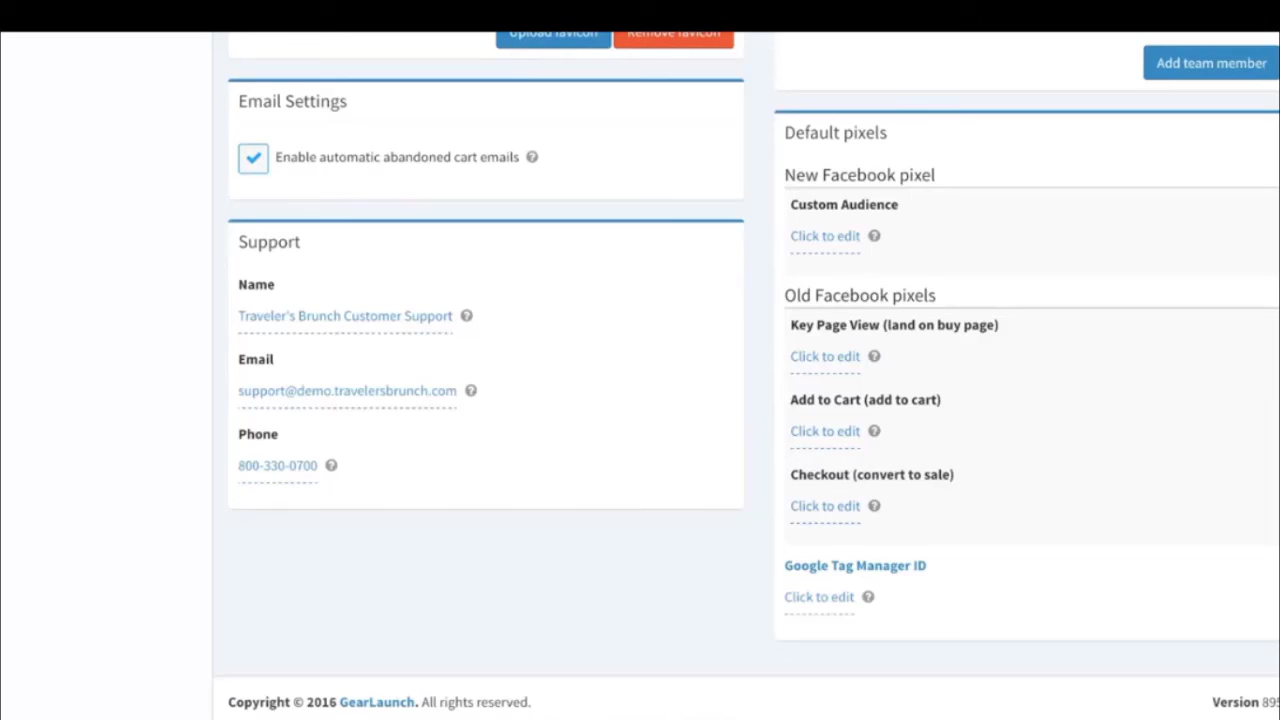 Upload favicon
Remove favicon
Add team member
Email Settings
Enable automatic abandoned cart emails
Support
Name
Traveler's Brunch Customer Support
Email
support@demo.travelersbrunch.com
Phone
800-330-0700
Default pixels
New Facebook pixel
Custom Audience
Click to edit
Old Facebook pixels
Key Page View (land on buy page)
Click to edit
Add to Cart (add to cart)
Click to edit
Checkout (convert to sale)
Click to edit
Google Tag Manager ID
Click to edit
Copyright © 2016 GearLaunch. All rights reserved.
Version